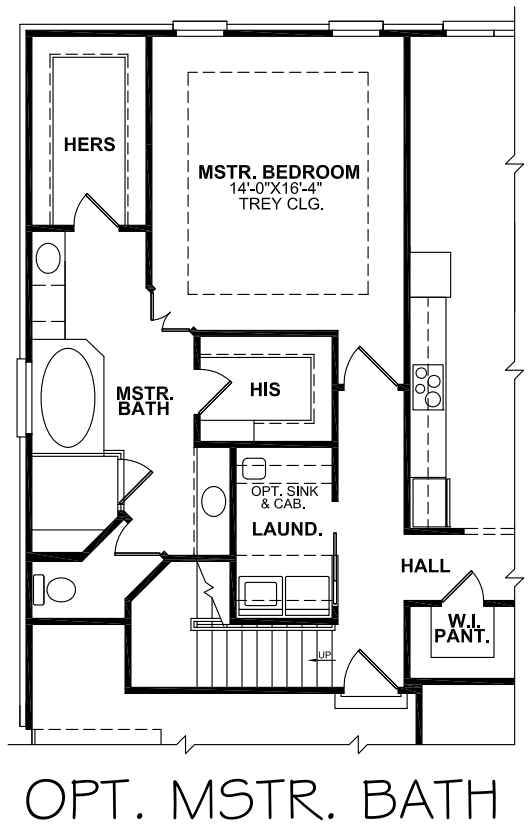 HERS
MSTR. BEDROOM
14'-0"X16'-4"
TREY CLG.
MSTR.
BATH
HIS
OPT. SINK
& CAB.
LAUND.
HALL
W.I.
PANT.
UP
OPT. MSTR. BATH